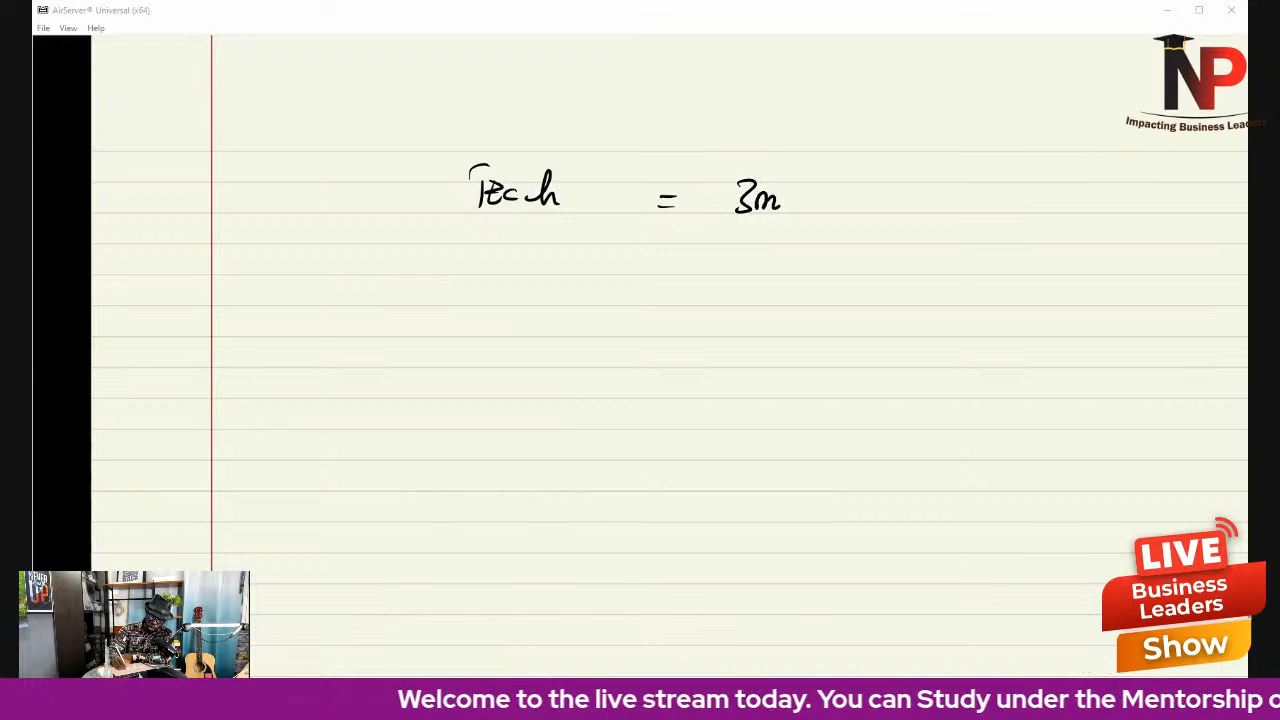 AirServer® Universal (x64)
File View Help
NP
Impacting Business Leaders
Tech = 3m
LIVE
Business
Leaders
Show
Welcome to the live stream today. You can Study under the Mentorship